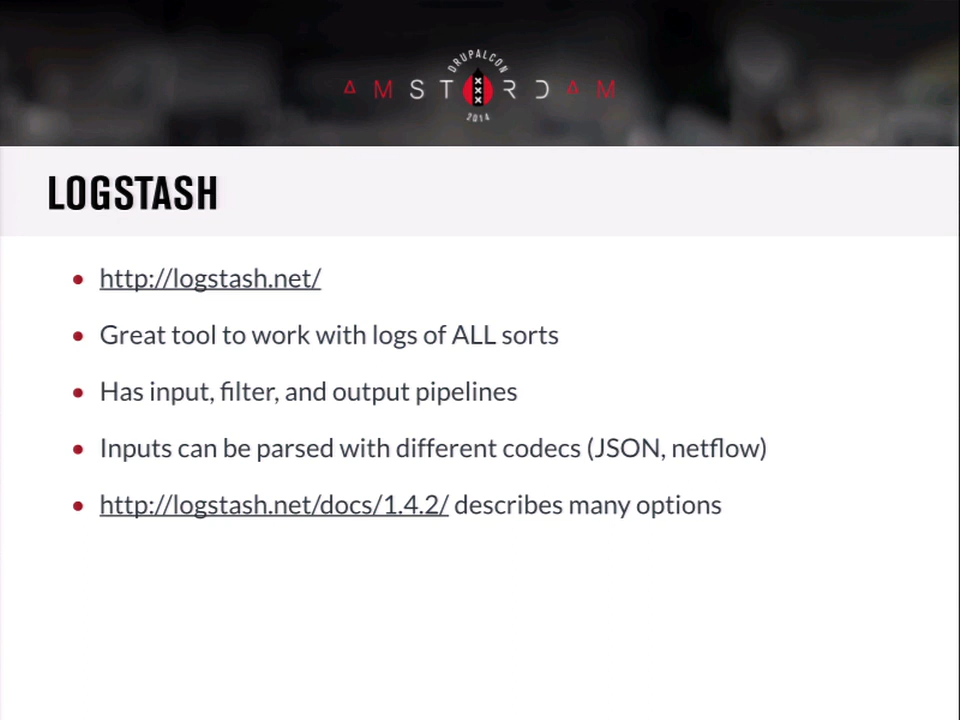 DRUPALCON
AMSTERDAM
2014
LOGSTASH
http://logstash.net/
Great tool to work with logs of ALL sorts
Has input, filter, and output pipelines
Inputs can be parsed with different codecs (JSON, netflow)
http://logstash.net/docs/1.4.2/ describes many options